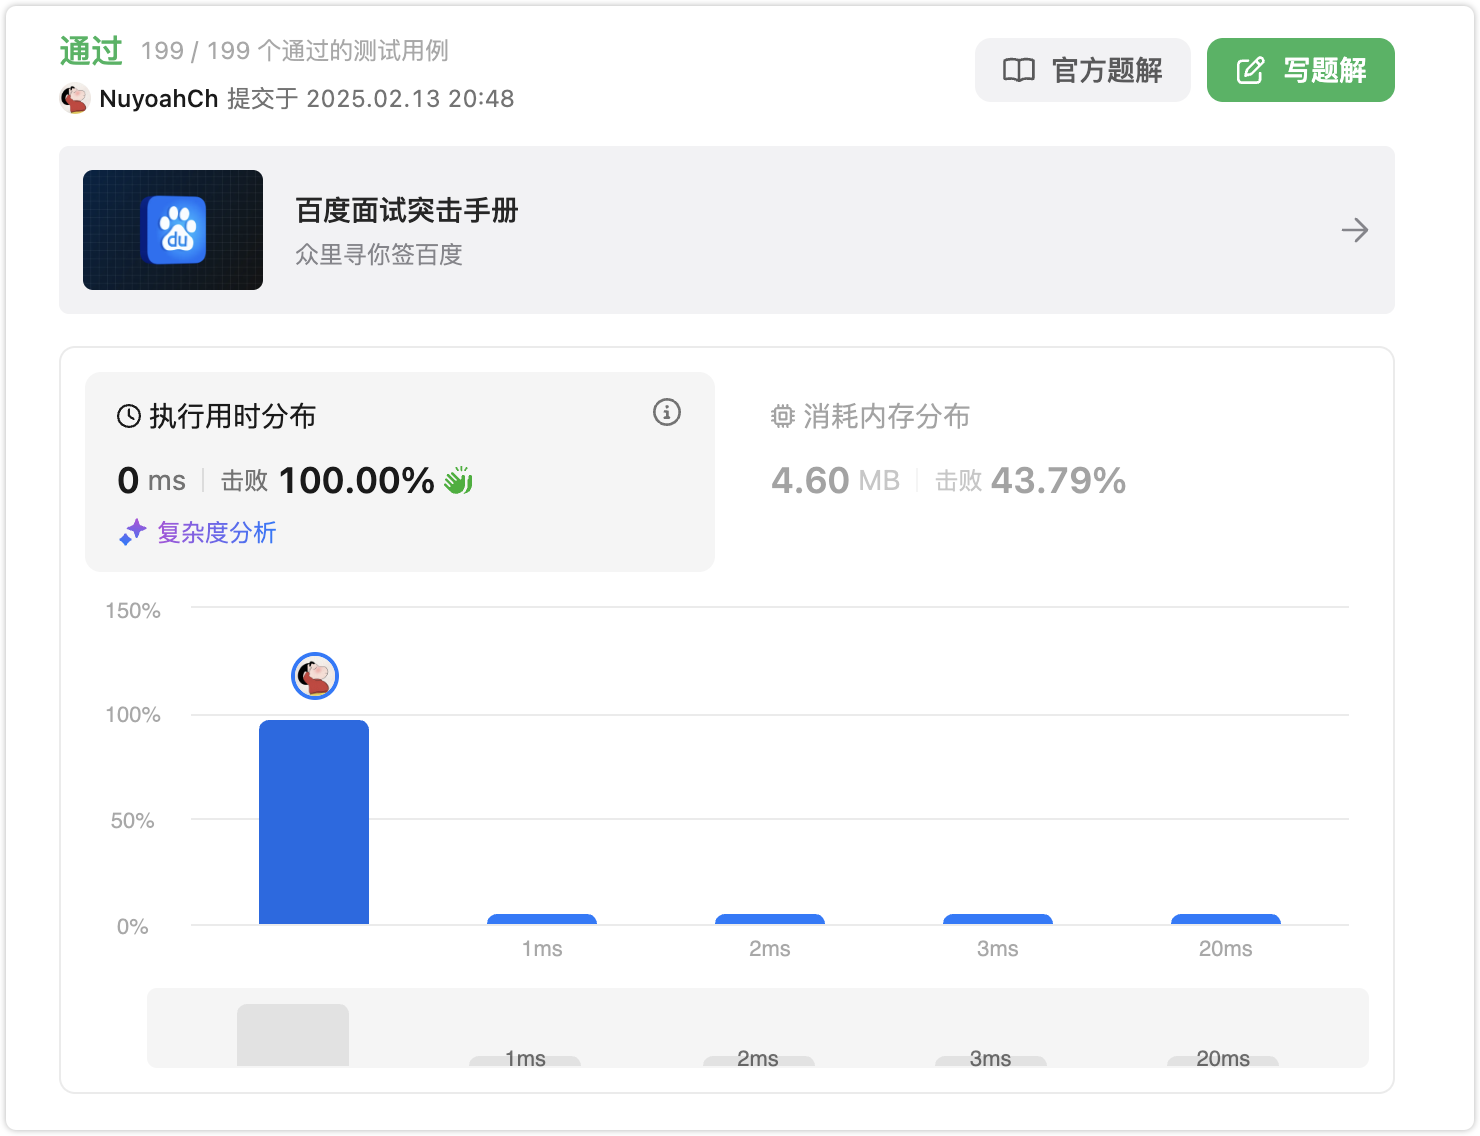 通过 199 / 199 个通过的测试用例
NuyoahCh 提交于 2025.02.13 20:48
官方题解
写题解
du
百度面试突击手册
众里寻你签百度
执行用时分布
0 ms 击败 100.00%
复杂度分析
消耗内存分布
4.60 MB 击败 43.79%
150%
100%
50%
0%
1ms 2ms 3ms 20ms
1ms 2ms 3ms 20ms